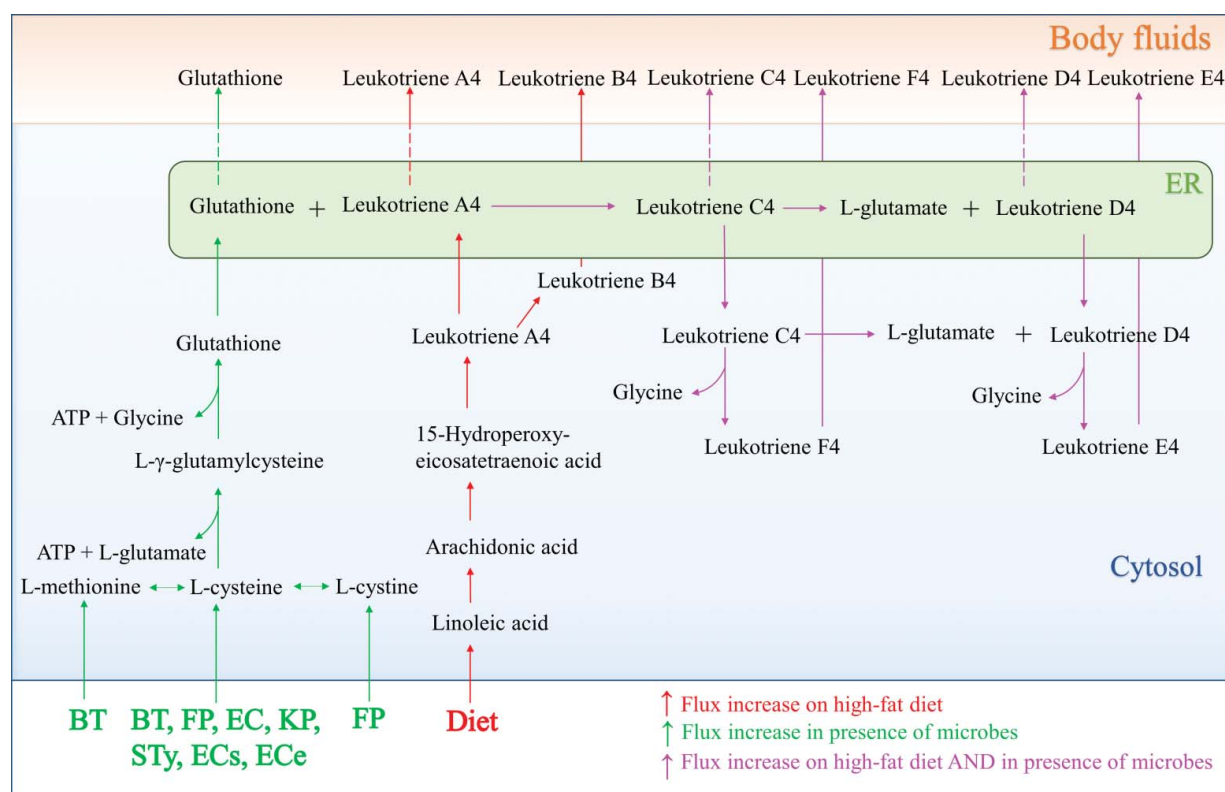 Body fluids
Glutathione Leukotriene A4 Leukotriene B4 Leukotriene C4 Leukotriene F4 Leukotriene D4 Leukotriene E4
ER
Glutathione + Leukotriene A4 Leukotriene C4 L-glutamate + Leukotriene D4
Leukotriene B4
Glutathione Leukotriene A4 Leukotriene C4 L-glutamate + Leukotriene D4
Glycine Glycine
ATP + Glycine
15-Hydroperoxy-
eicosatetraenoic acid
Leukotriene F4 Leukotriene E4
L-γ-glutamylcysteine
ATP + L-glutamate
Arachidonic acid
Cytosol
L-methionine L-cysteine L-cystine
Linoleic acid
BT BT, FP, EC, KP, FP Diet
STy, ECs, ECe
↑ Flux increase on high-fat diet
↑ Flux increase in presence of microbes
↑ Flux increase on high-fat diet AND in presence of microbes